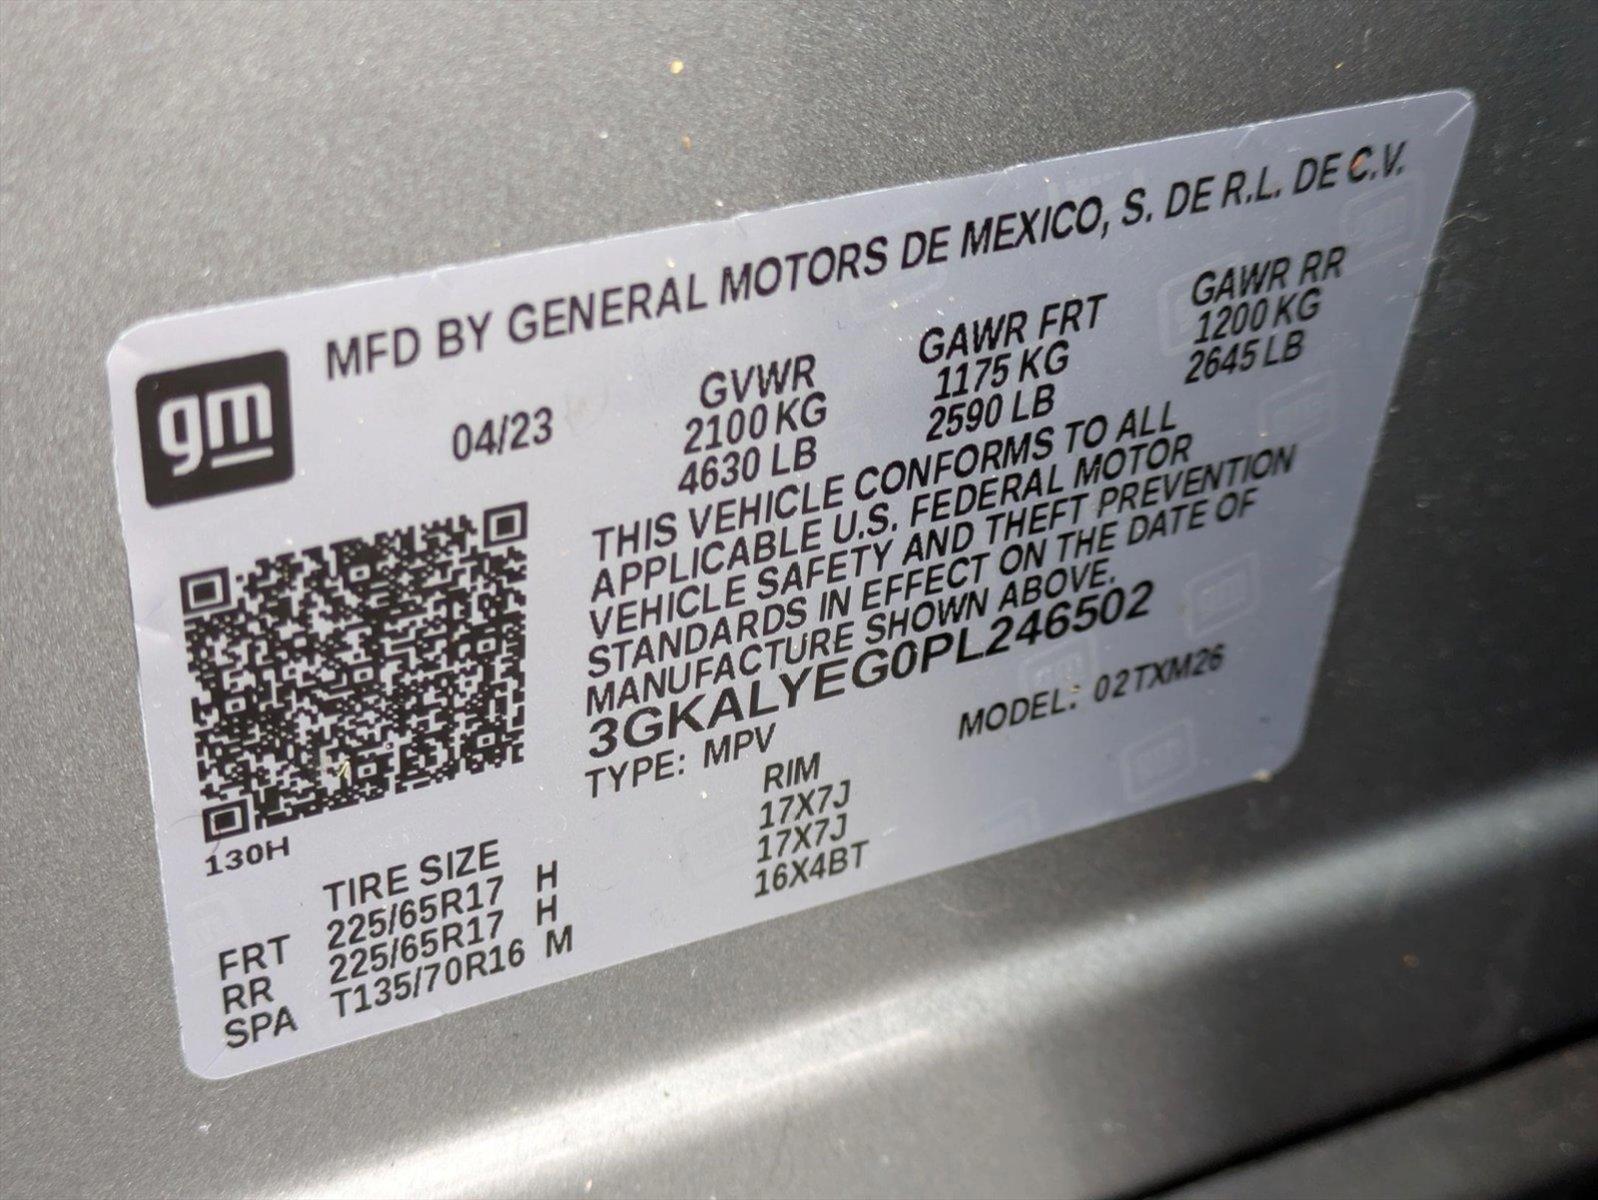 gm
MFD BY GENERAL MOTORS DE MEXICO, S. DE R.L. DE C.V.
04/23
GVWR
2100 KG
4630 LB
GAWR FRT
1175 KG
2590 LB
GAWR RR
1200 KG
2645 LB
THIS VEHICLE CONFORMS TO ALL
APPLICABLE U.S. FEDERAL MOTOR
VEHICLE SAFETY AND THEFT PREVENTION
STANDARDS IN EFFECT ON THE DATE OF
MANUFACTURE SHOWN ABOVE.
3GKALYEG0PL246502
TYPE: MPV
MODEL: 02TXM26
130H
TIRE SIZE RIM
FRT 225/65R17 H 17X7J
RR 225/65R17 H 17X7J
SPA T135/70R16 M 16X4BT